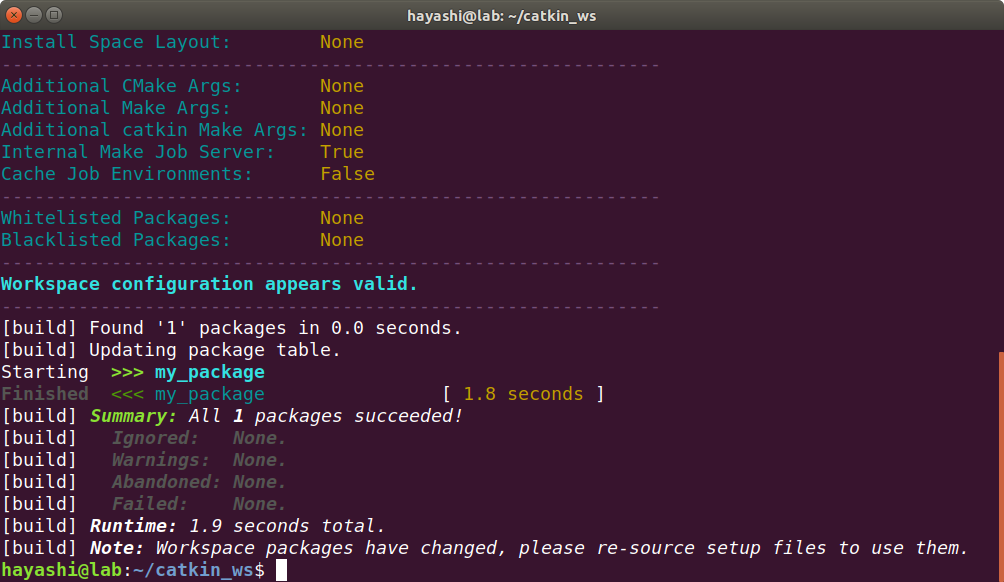 hayashi@lab: ~/catkin_ws
Install Space Layout:        None
------------------------------------------------------------
Additional CMake Args:       None
Additional Make Args:        None
Additional catkin Make Args: None
Internal Make Job Server:    True
Cache Job Environments:      False
------------------------------------------------------------
Whitelisted Packages:        None
Blacklisted Packages:        None
------------------------------------------------------------
Workspace configuration appears valid.
------------------------------------------------------------
[build] Found '1' packages in 0.0 seconds.
[build] Updating package table.
Starting  >>> my_package
Finished  <<< my_package                [ 1.8 seconds ]
[build] Summary: All 1 packages succeeded!
[build]   Ignored:   None.
[build]   Warnings:  None.
[build]   Abandoned: None.
[build]   Failed:    None.
[build] Runtime: 1.9 seconds total.
[build] Note: Workspace packages have changed, please re-source setup files to use them.
hayashi@lab:~/catkin_ws$